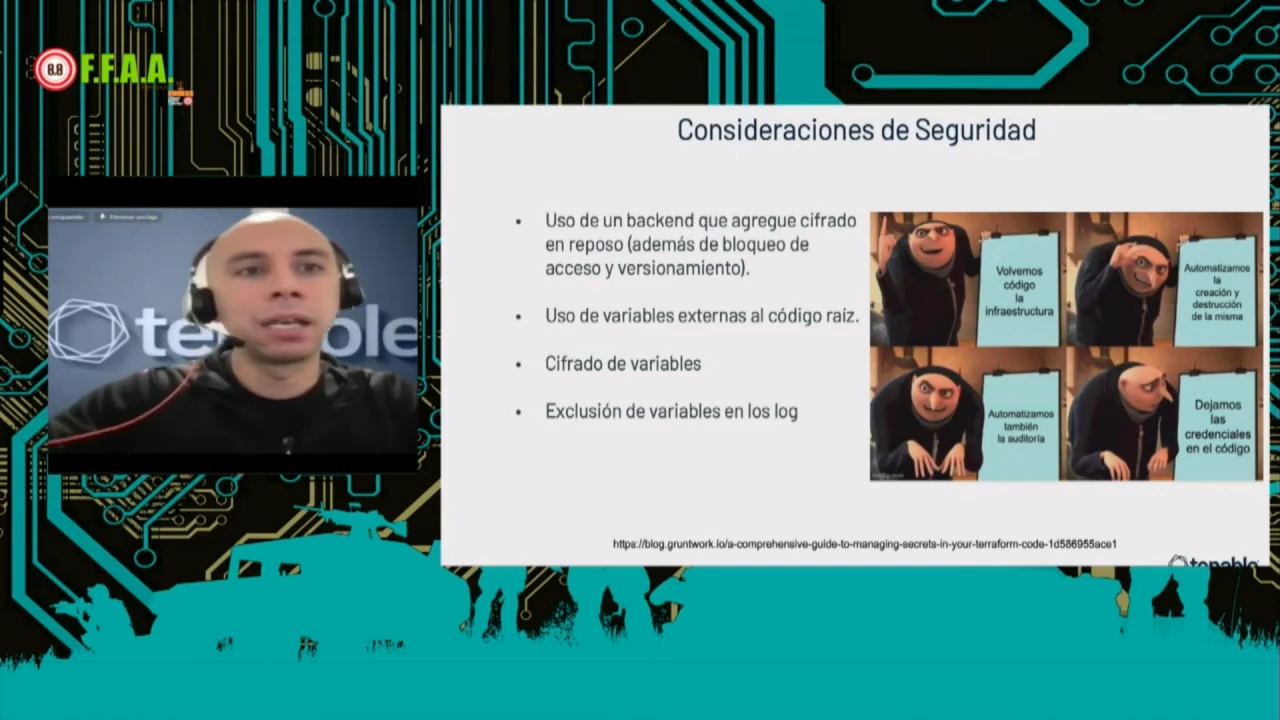 8.8
F.F.A.A.
Consideraciones de Seguridad
• Uso de un backend que agregue cifrado
en reposo (además de bloqueo de
acceso y versionamiento).
• Uso de variables externas al código raíz.
• Cifrado de variables
• Exclusión de variables en los log
Volvemos
código
la
infraestructura
Automatizamos
la
creación y
destrucción
de la misma
Automatizamos
también
la auditoría
Dejamos
las
credenciales
en el código
https://blog.gruntwork.io/a-comprehensive-guide-to-managing-secrets-in-your-terraform-code-1d586955ace1
tenable